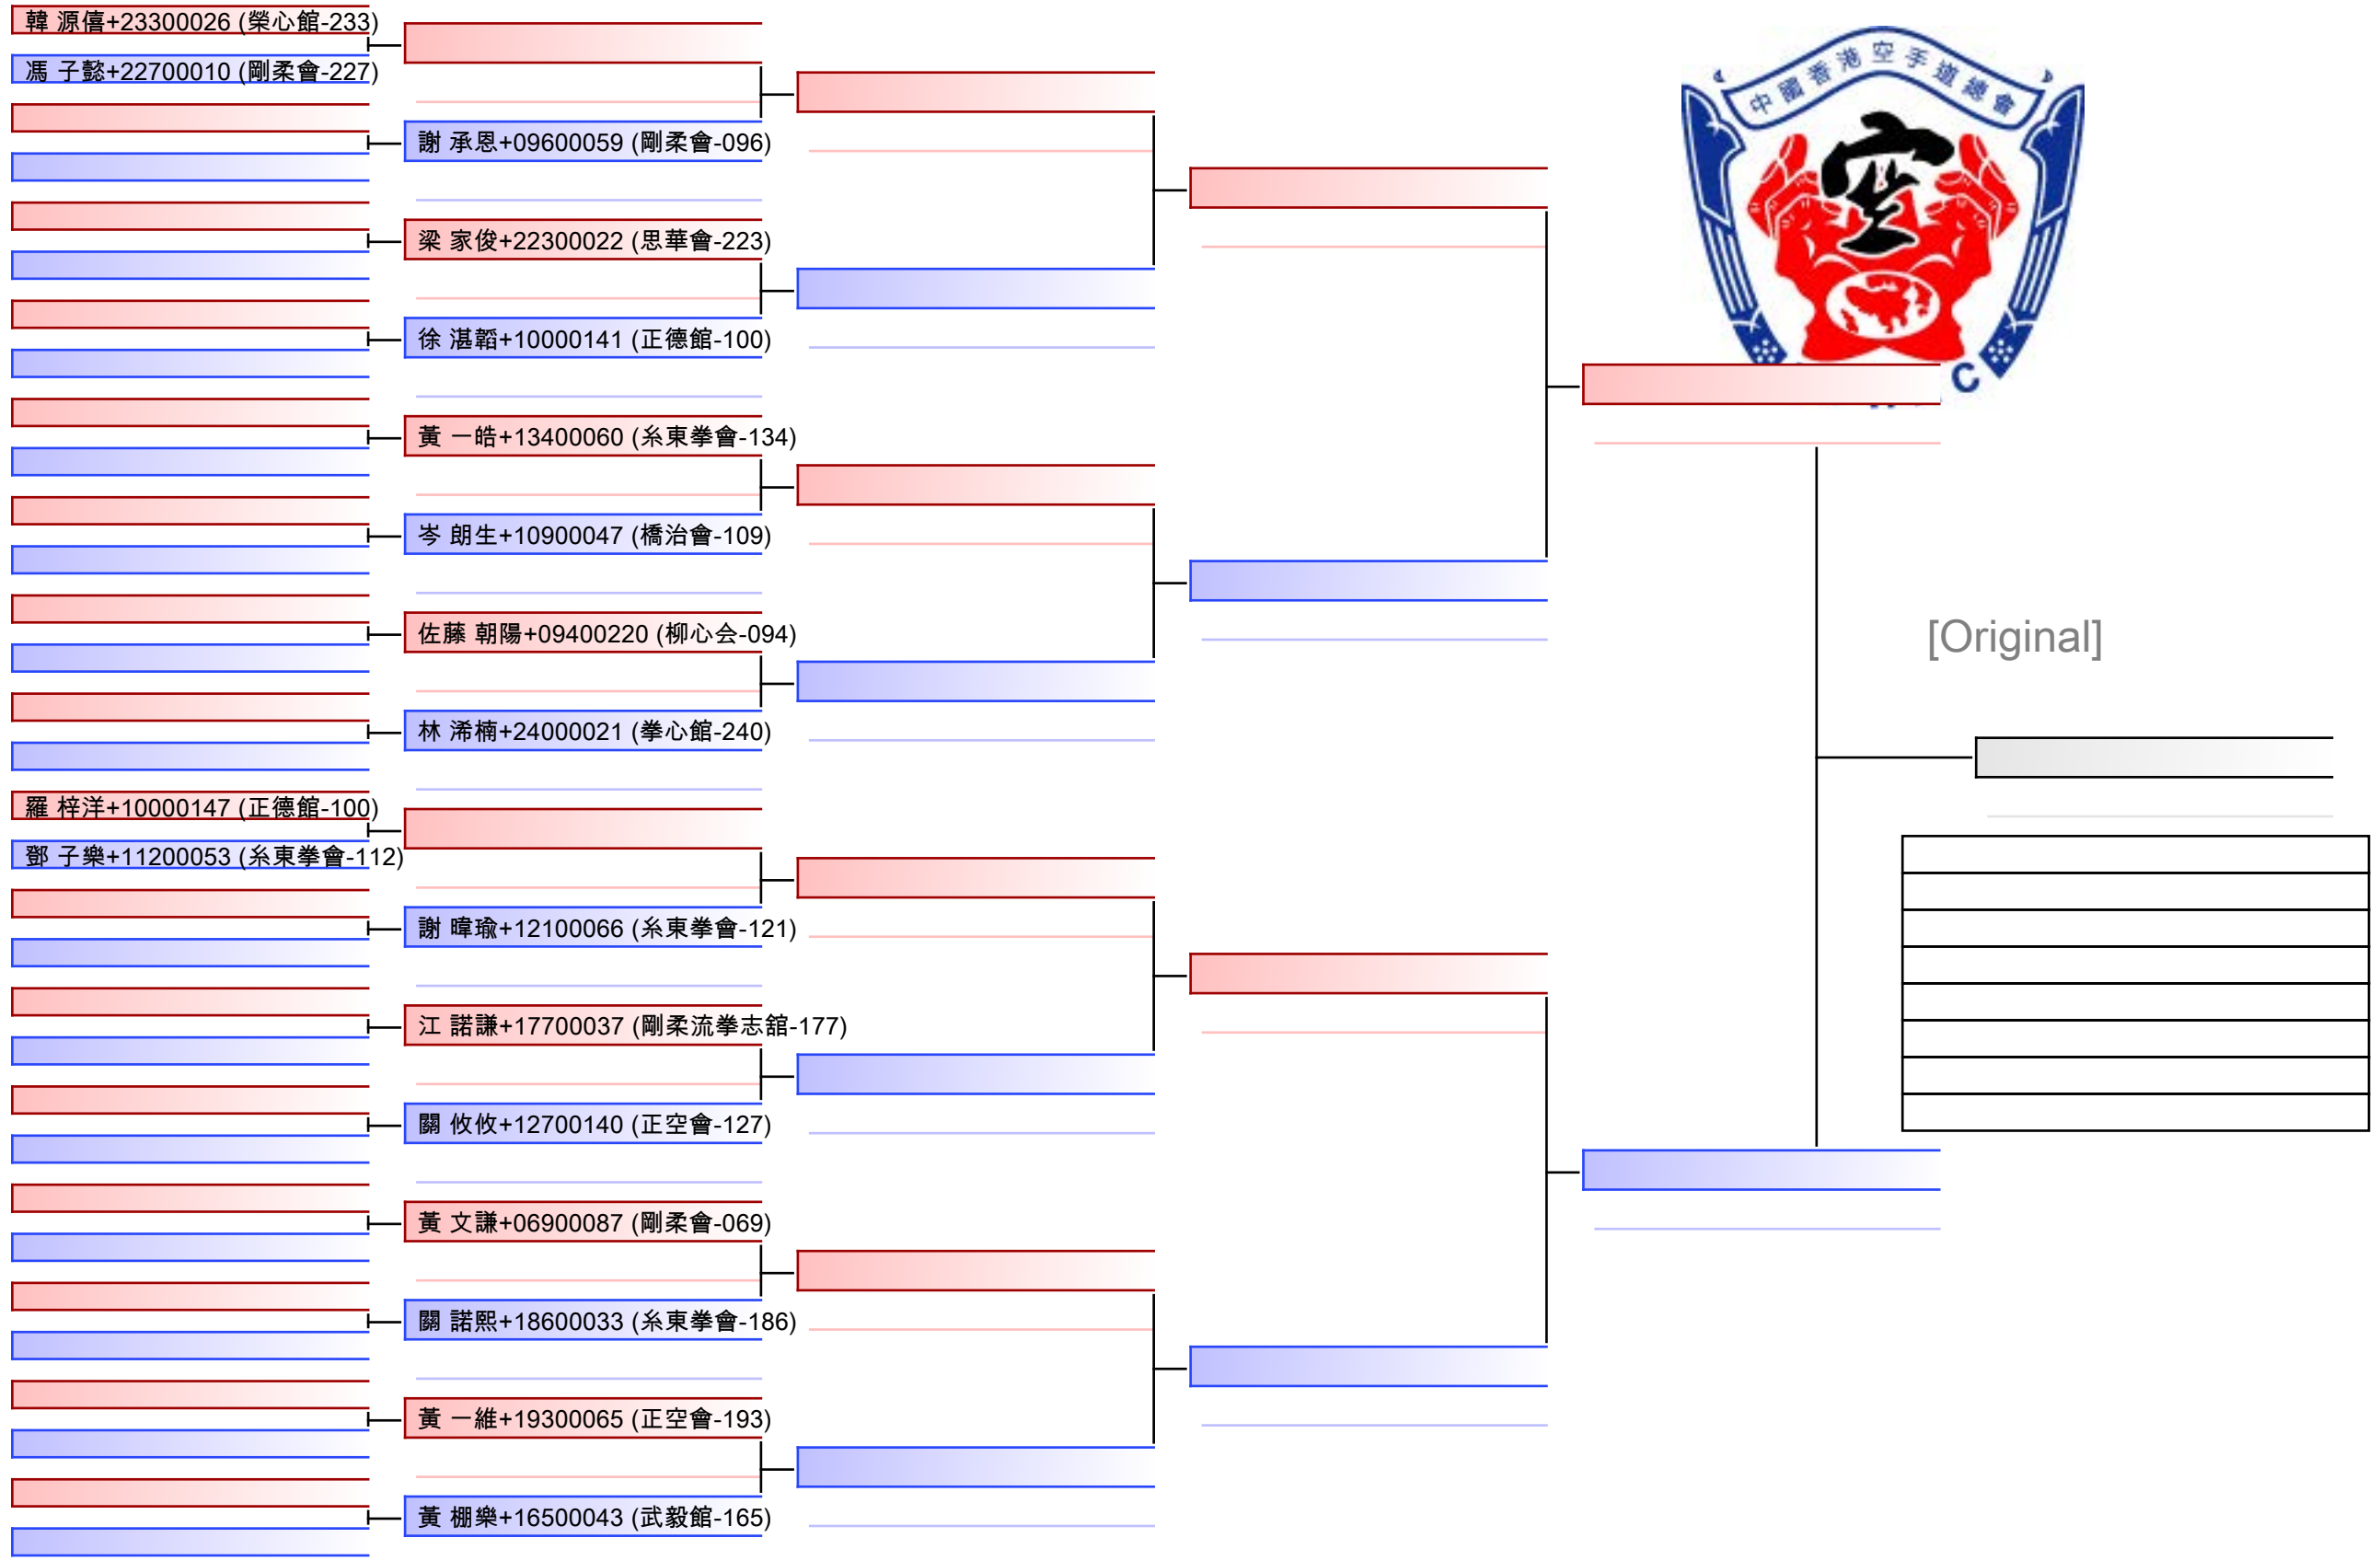 韓 源僖+23300026 (榮心館-233)
馮 子懿+22700010 (剛柔會-227)
謝 承恩+09600059 (剛柔會-096)
梁 家俊+22300022 (思華會-223)
徐 湛韜+10000141 (正德館-100)
黃 一皓+13400060 (糸東拳會-134)
岑 朗生+10900047 (橋治會-109)
佐藤 朝陽+09400220 (柳心会-094)
林 浠楠+24000021 (拳心館-240)
羅 梓洋+10000147 (正德館-100)
鄧 子樂+11200053 (糸東拳會-112)
謝 暐瑜+12100066 (糸東拳會-121)
江 諾謙+17700037 (剛柔流拳志舘-177)
關 攸攸+12700140 (正空會-127)
黃 文謙+06900087 (剛柔會-069)
關 諾熙+18600033 (糸東拳會-186)
黃 一維+19300065 (正空會-193)
黃 棚樂+16500043 (武毅館-165)
中國香港空手道總會
空
C
[Original]